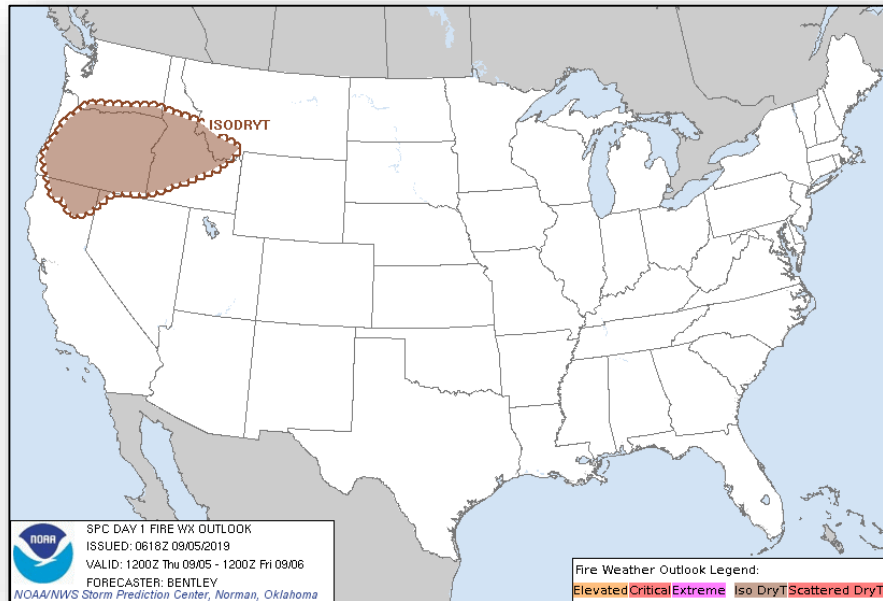 ISODRYT
NOAA
SPC DAY 1 FIRE WX OUTLOOK
ISSUED: 0618Z 09/05/2019
VALID: 1200Z Thu 09/05 - 1200Z Fri 09/06
FORECASTER: BENTLEY
NOAA/NWS Storm Prediction Center, Norman, Oklahoma
Fire Weather Outlook Legend:
Elevated Critical Extreme Iso DryT Scattered DryT